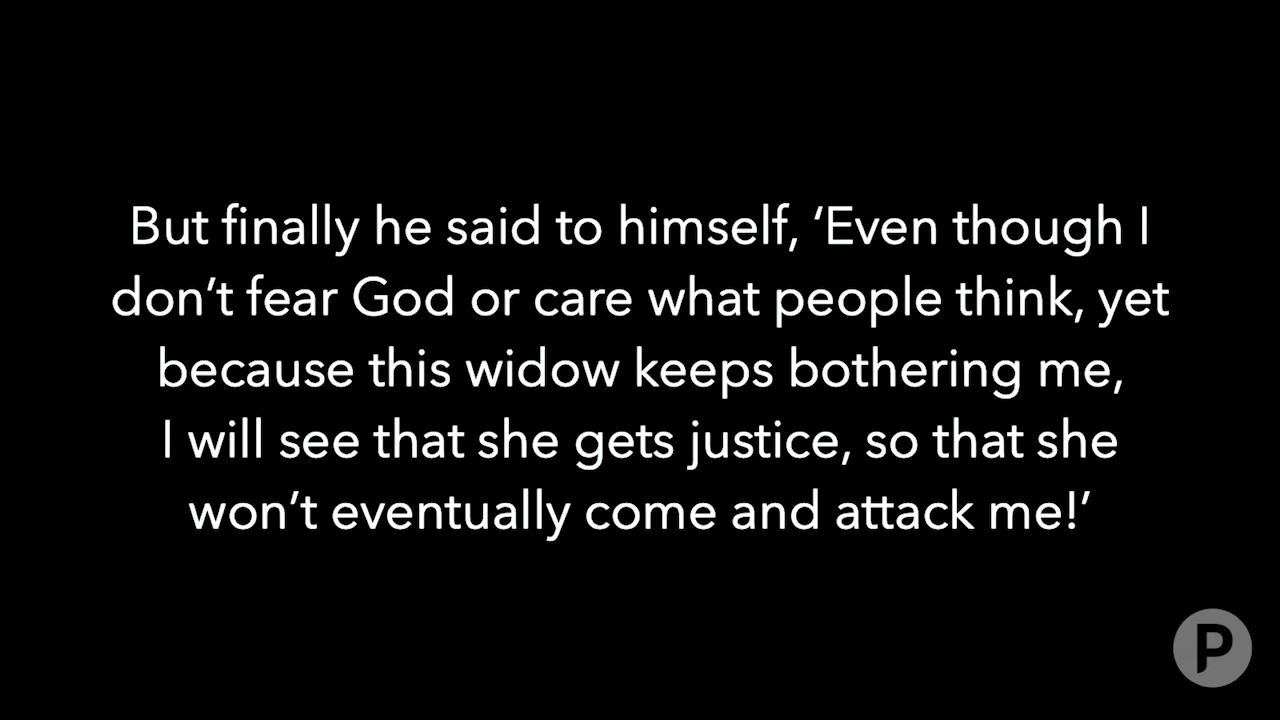 But finally he said to himself, ‘Even though I
don’t fear God or care what people think, yet
because this widow keeps bothering me,
I will see that she gets justice, so that she
won’t eventually come and attack me!’
P